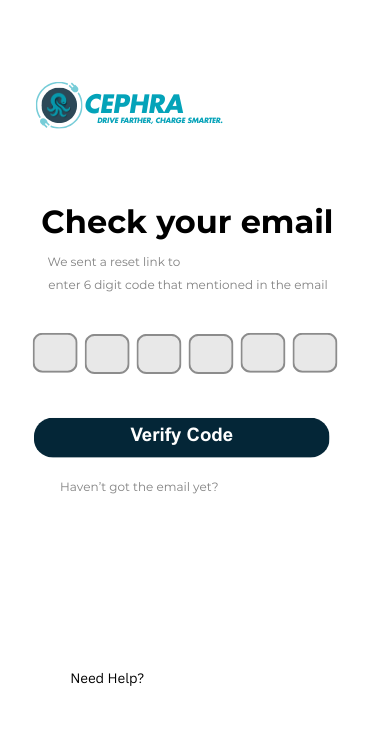 CEPHRA
DRIVE FARTHER, CHARGE SMARTER.
Check your email
We sent a reset link to
enter 6 digit code that mentioned in the email
Verify Code
Haven’t got the email yet?
Need Help?